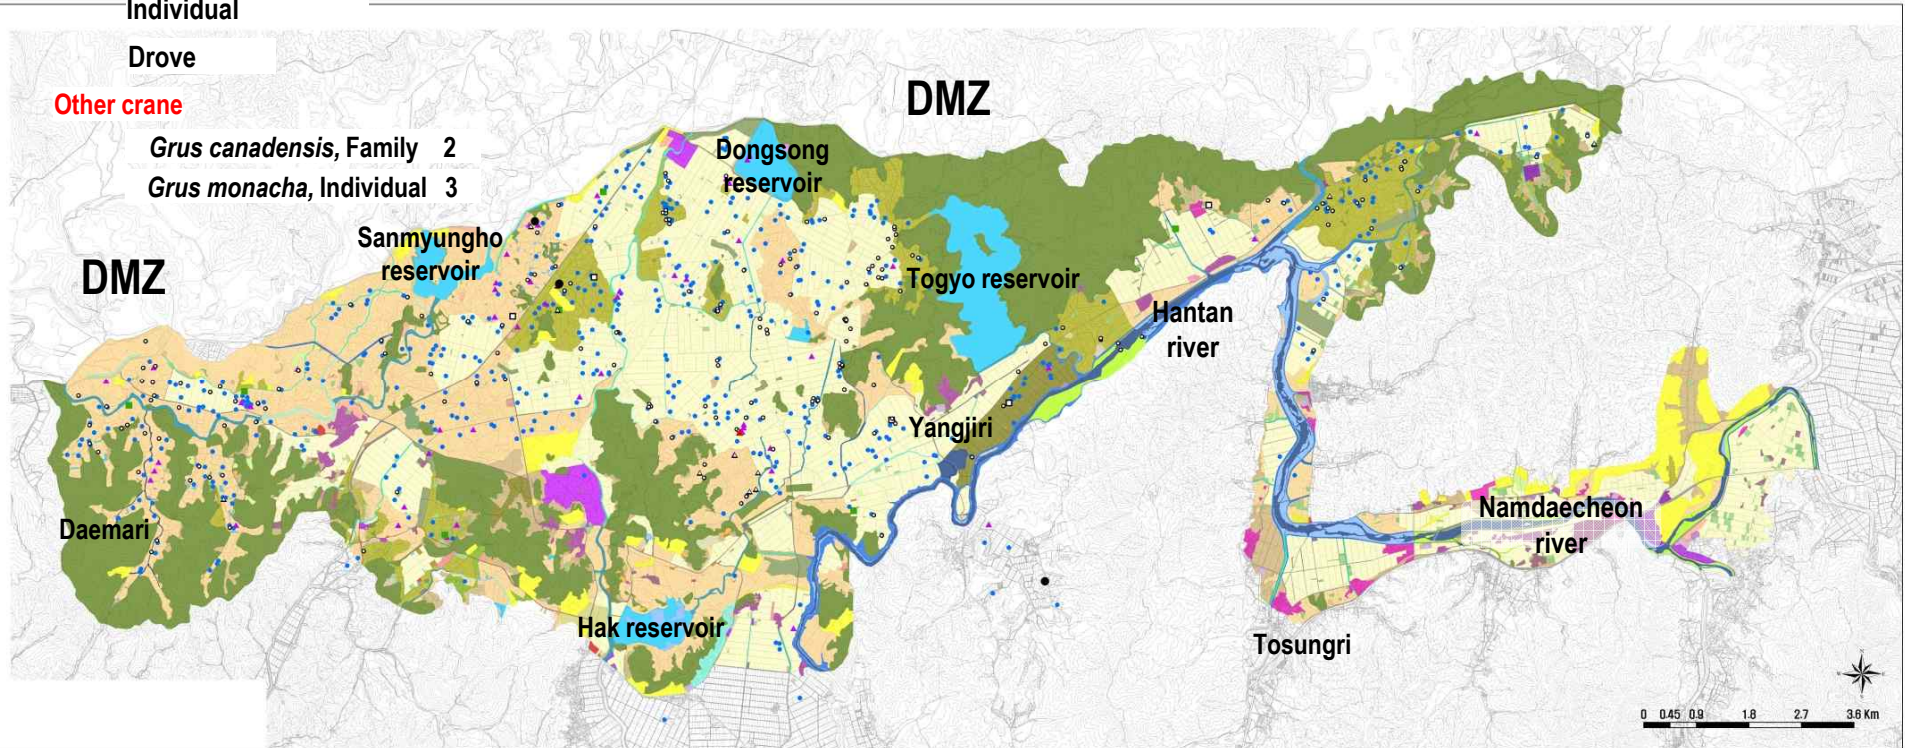 Individual
Drove
Other crane
Grus canadensis, Family 2
Grus monacha, Individual 3
DMZ
DMZ
Dongsong
reservoir
Sanmyungho
reservoir
Togyo reservoir
Hantan
river
Yangjiri
Daemari
Namdaecheon
river
Hak reservoir
Tosungri
0 0.45 0.9 1.8 2.7 3.6 Km